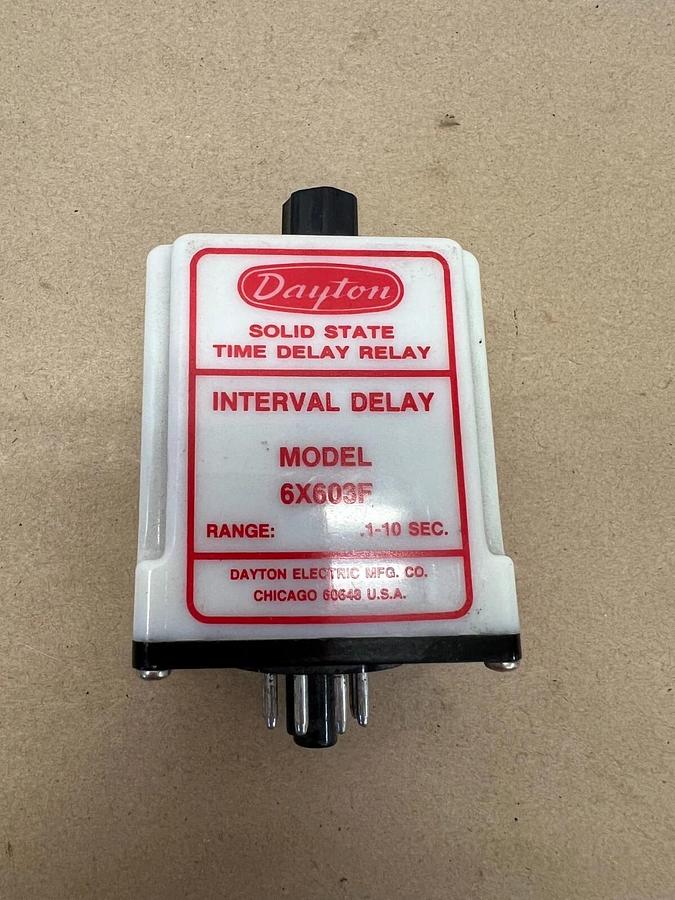 Dayton
SOLID STATE
TIME DELAY RELAY
INTERVAL DELAY
MODEL
6X603F
RANGE: .1-10 SEC.
DAYTON ELECTRIC MFG. CO.
CHICAGO 60648 U.S.A.